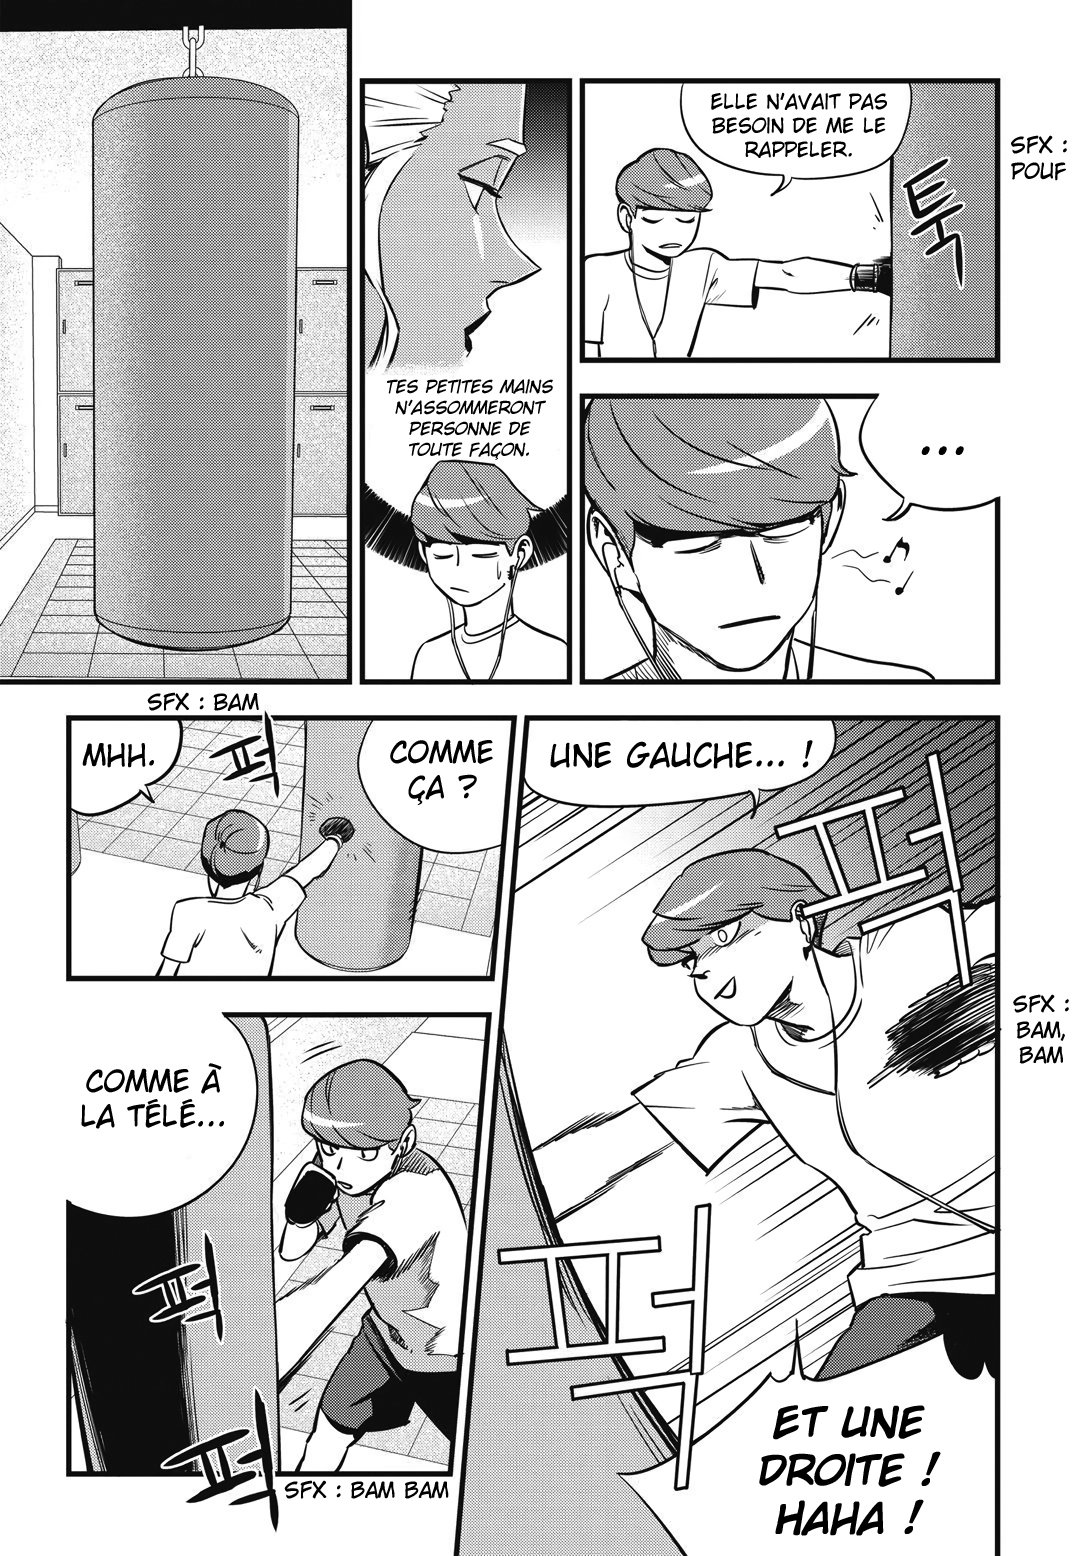 TES PETITES MAINS
N'ASSOMMERONT
PERSONNE DE
TOUTE FAÇON.
ELLE N'AVAIT PAS
BESOIN DE ME LE
RAPPELER.
툭
SFX :
POUF
...
SFX : BAM
MHH.
퍽
COMME
ÇA ?
COMME À
LA TÉLÉ...
퍽
퍽
SFX : BAM BAM
UNE GAUCHE... !
퍽
SFX :
BAM,
BAM
퍽
ET UNE
DROITE !
HAHA !